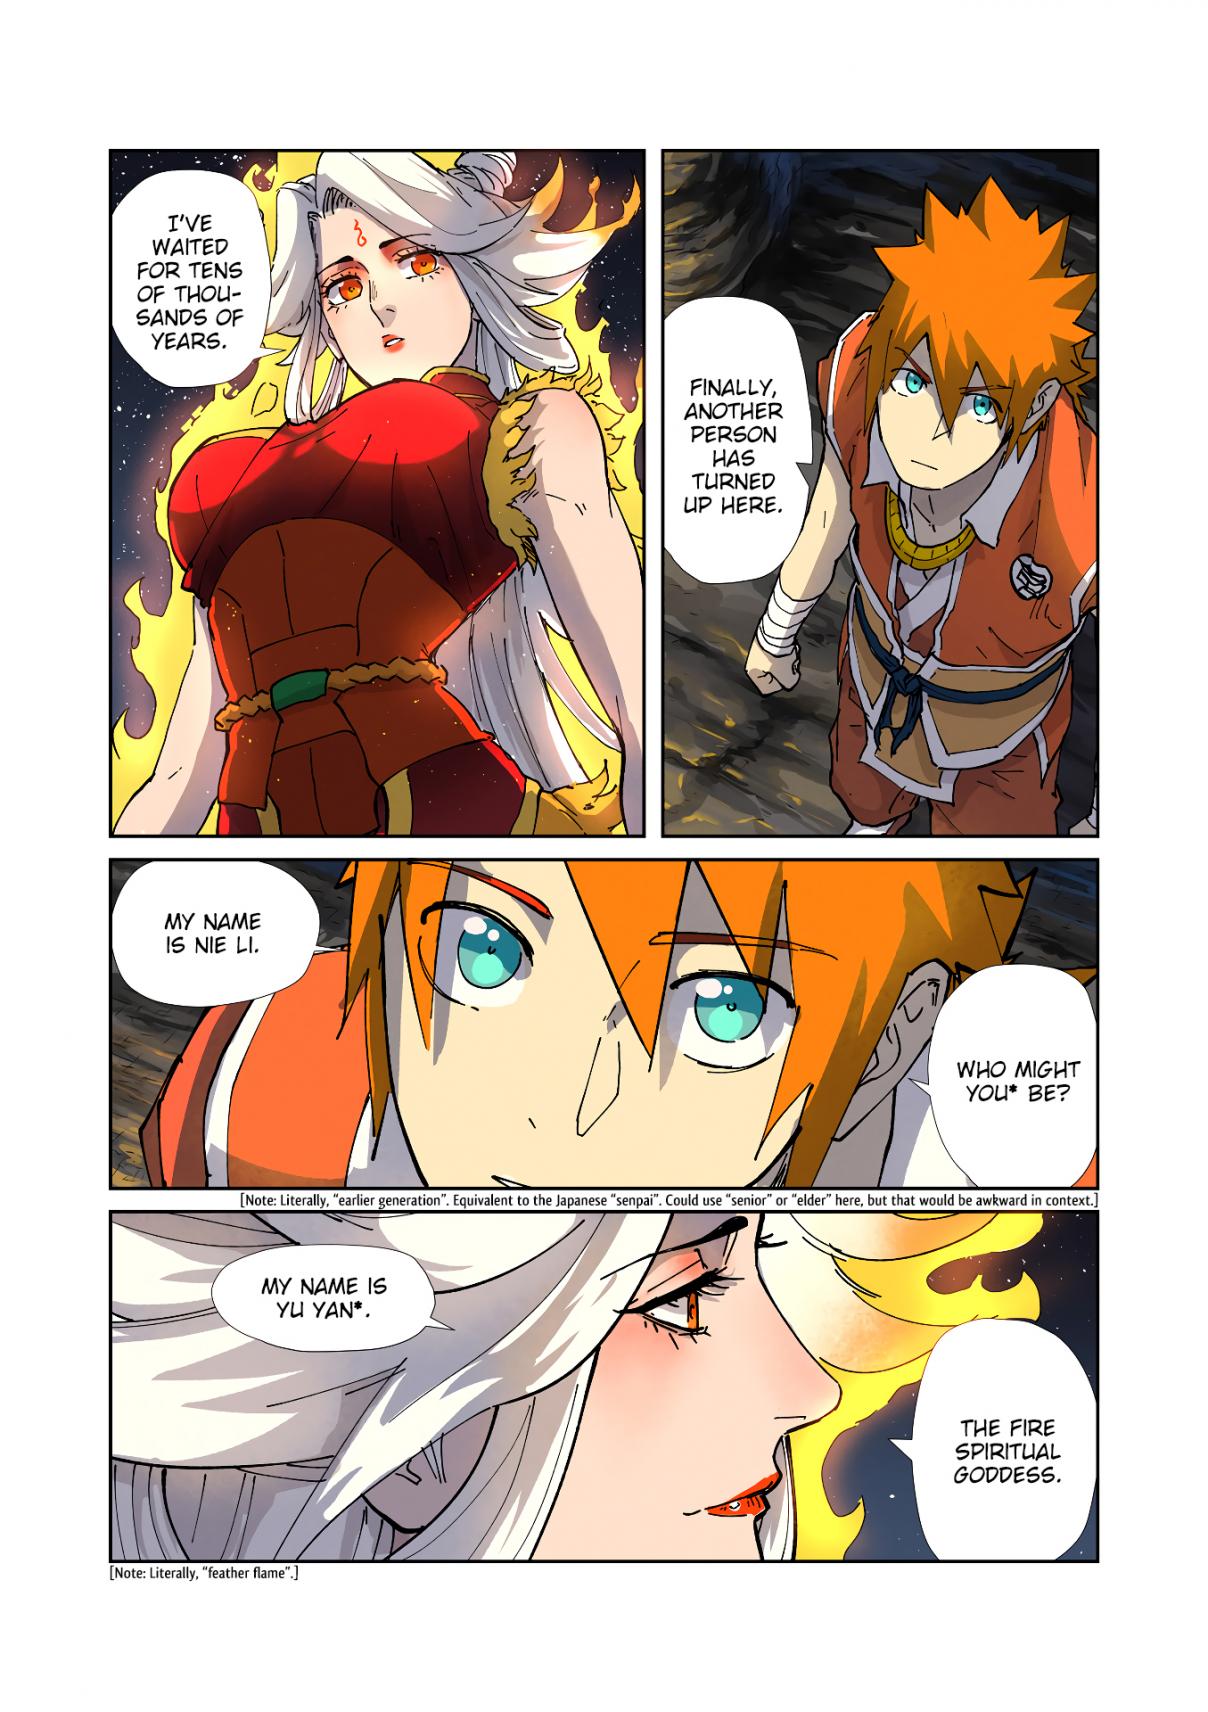 I'VE
WAITED
FOR TENS
OF THOU-
SANDS OF
YEARS.
FINALLY,
ANOTHER
PERSON
HAS
TURNED
UP HERE.
MY NAME
IS NIE LI.
WHO MIGHT
YOU* BE?
[Note: Literally, "earlier generation". Equivalent to the Japanese "senpai". Could use "senior" or "elder" here, but that would be awkward in context.]
MY NAME IS
YU YAN*.
THE FIRE
SPIRITUAL
GODDESS.
[Note: Literally, "feather flame".]